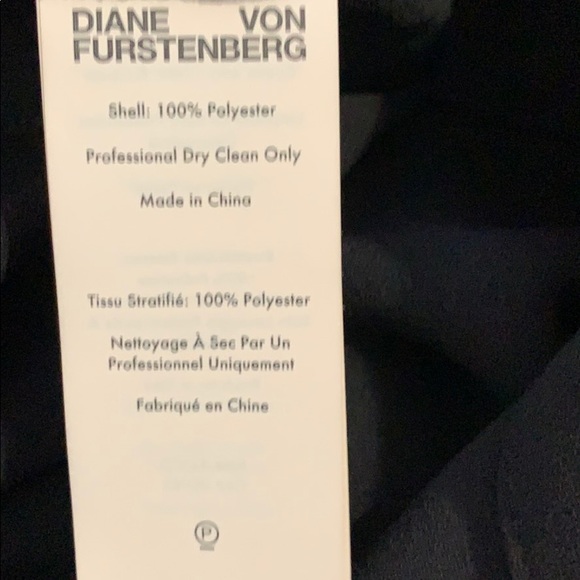 DIANE VON
FURSTENBERG
Shell: 100% Polyester
Professional Dry Clean Only
Made in China
Tissu Stratifié: 100% Polyester
Nettoyage À Sec Par Un
Professionnel Uniquement
Fabriqué en Chine
P